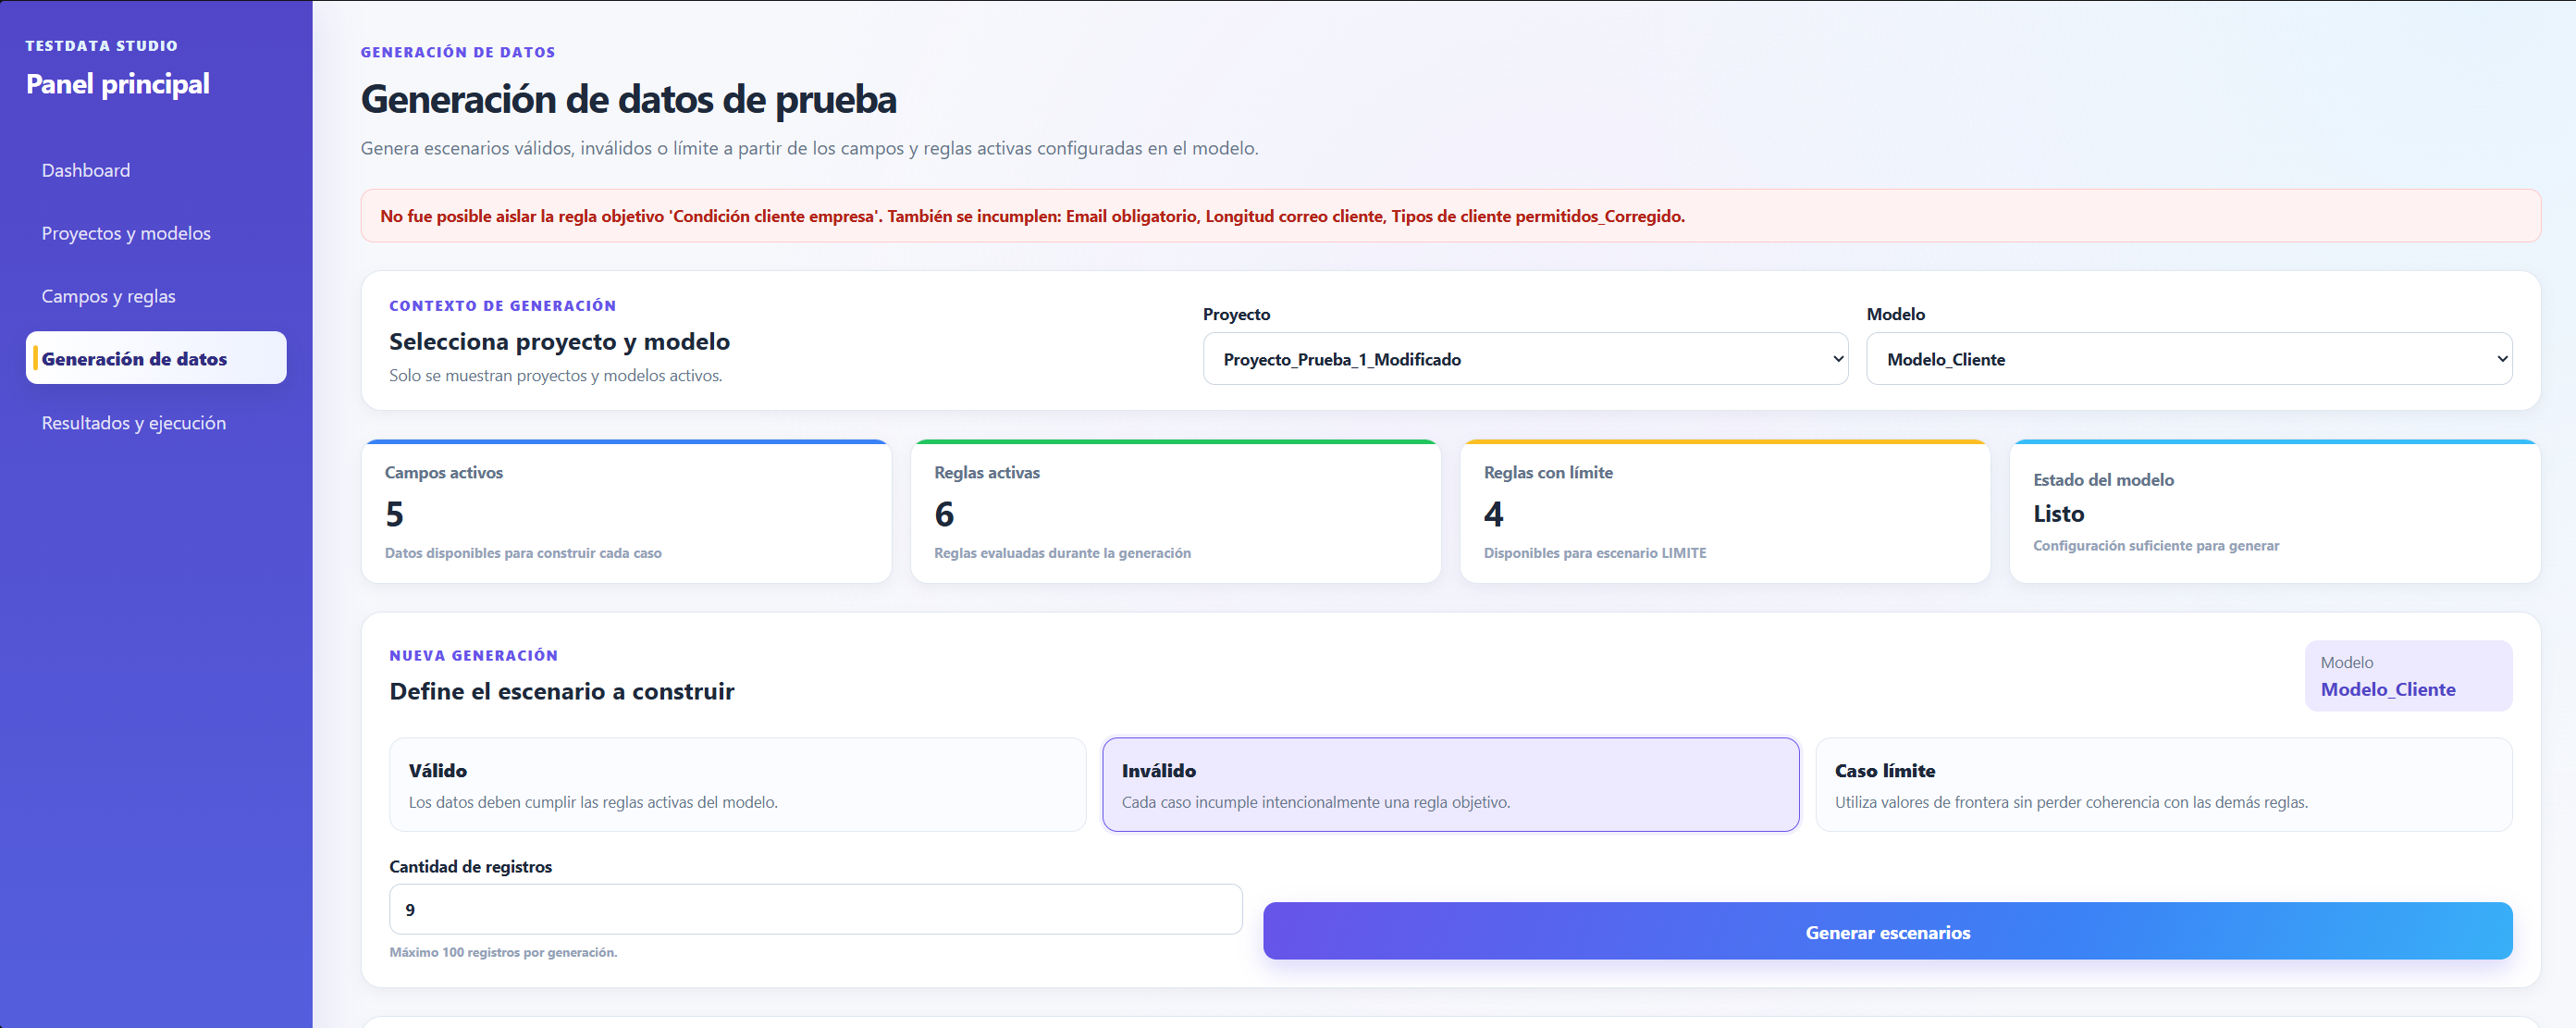 TESTDATA STUDIO
Panel principal
Dashboard
Proyectos y modelos
Campos y reglas
Generación de datos
Resultados y ejecución
GENERACIÓN DE DATOS
Generación de datos de prueba
Genera escenarios válidos, inválidos o límite a partir de los campos y reglas activas configuradas en el modelo.
No fue posible aislar la regla objetivo 'Condición cliente empresa'. También se incumplen: Email obligatorio, Longitud correo cliente, Tipos de cliente permitidos_Corregido.
CONTEXTO DE GENERACIÓN
Selecciona proyecto y modelo
Solo se muestran proyectos y modelos activos.
Proyecto
Proyecto_Prueba_1_Modificado
Modelo
Modelo_Cliente
Campos activos
5
Datos disponibles para construir cada caso
Reglas activas
6
Reglas evaluadas durante la generación
Reglas con límite
4
Disponibles para escenario LIMITE
Estado del modelo
Listo
Configuración suficiente para generar
NUEVA GENERACIÓN
Define el escenario a construir
Modelo
Modelo_Cliente
Válido
Los datos deben cumplir las reglas activas del modelo.
Inválido
Cada caso incumple intencionalmente una regla objetivo.
Caso límite
Utiliza valores de frontera sin perder coherencia con las demás reglas.
Cantidad de registros
9
Máximo 100 registros por generación.
Generar escenarios